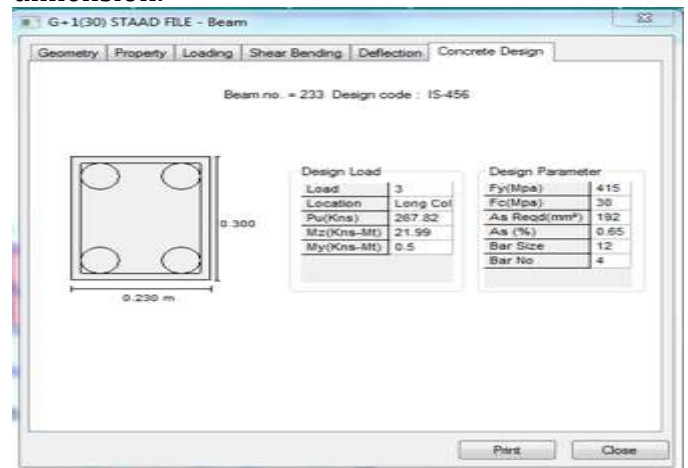 dimension.
G+1(30) STAAD FILE - Beam
Geometry Property Loading Shear Bending Deflection Concrete Design
Beam no. = 233 Design code : IS-456
Design Load
Load 3
Location Long Col
Pu(Kns) 267.82
Mz(Kns-Mt) 21.99
My(Kns-Mt) 0.5
Design Parameter
Fy(Mpa) 415
Fc(Mpa) 30
As Reqd(mm²) 192
As (%) 0.65
Bar Size 12
Bar No 4
0.300
0.230 m
Print Close